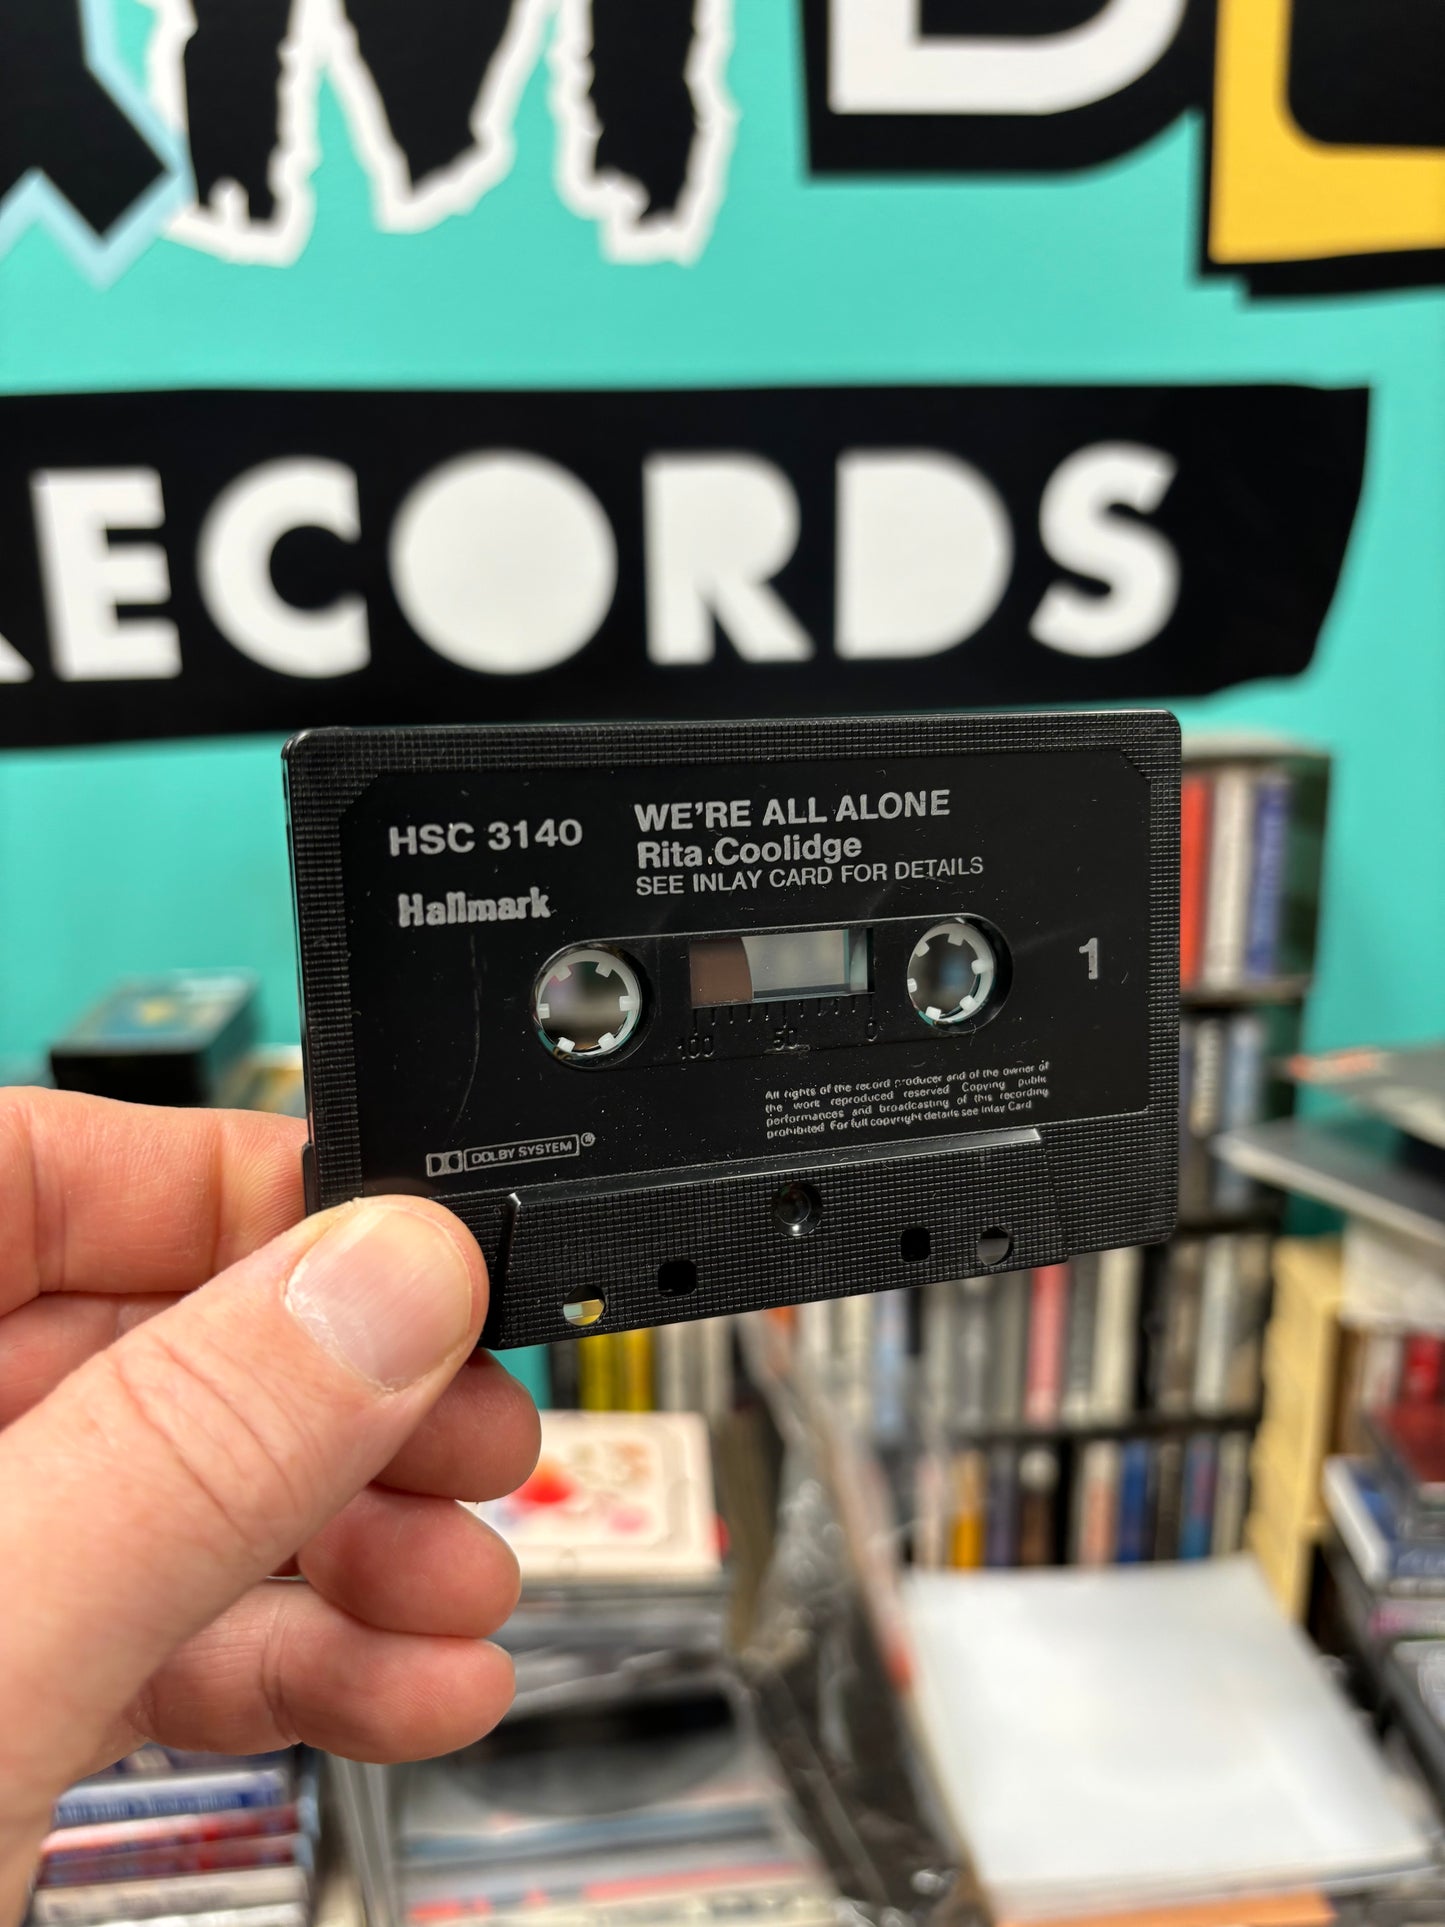 RECORDS
HSC 3140
WE'RE ALL ALONE
Rita Coolidge
SEE INLAY CARD FOR DETAILS
Hallmark
1
100 50 0
All rights of the record producer and of the owner of
the work reproduced reserved Copying public
performances and broadcasting of this recording
prohibited For full copyright details see Inlay Card
DOLBY SYSTEM®